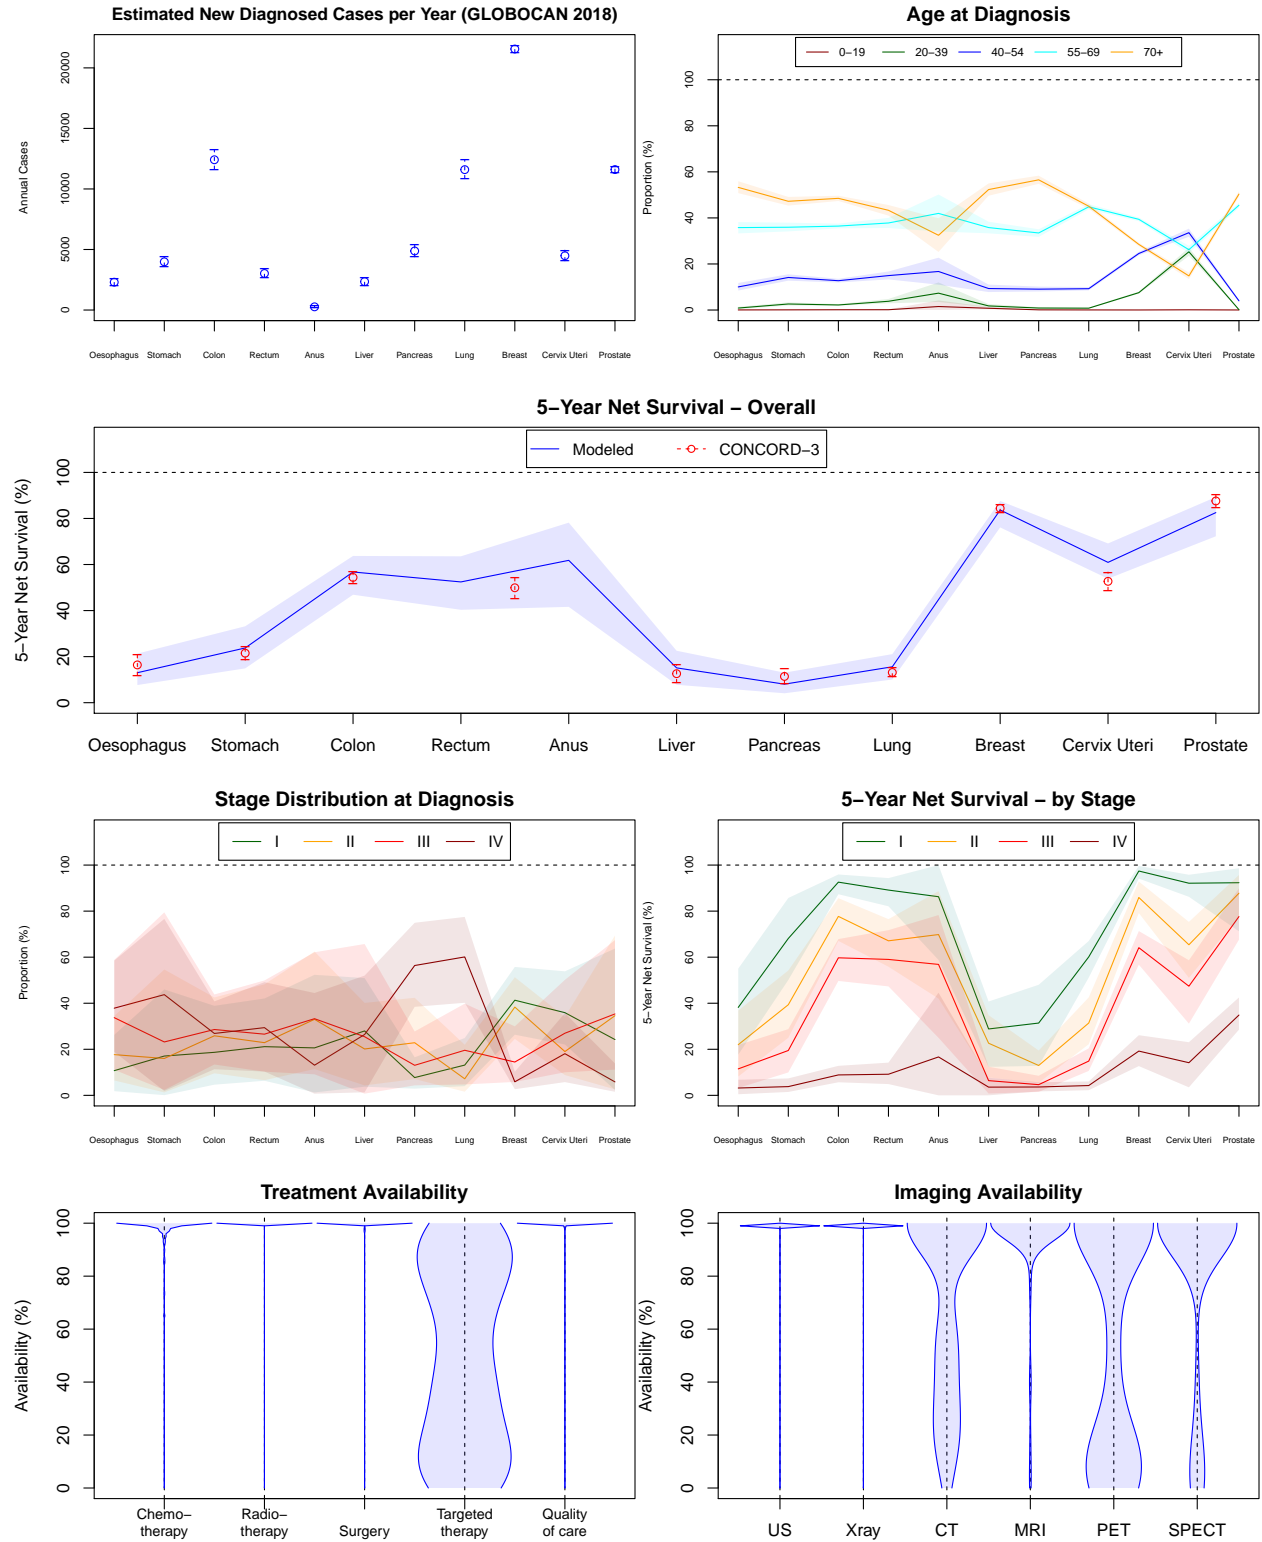 Estimated New Diagnosed Cases per Year (GLOBOCAN 2018)
Annual Cases
20000
15000
10000
5000
0
Oesophagus Stomach Colon Rectum Anus Liver Pancreas Lung Breast Cervix Uteri Prostate
Age at Diagnosis
0−19 20−39 40−54 55−69 70+
Proportion (%)
100
80
60
40
20
0
Oesophagus Stomach Colon Rectum Anus Liver Pancreas Lung Breast Cervix Uteri Prostate
5−Year Net Survival − Overall
Modeled CONCORD−3
5−Year Net Survival (%)
100
80
60
40
20
0
Oesophagus Stomach Colon Rectum Anus Liver Pancreas Lung Breast Cervix Uteri Prostate
Stage Distribution at Diagnosis
I II III IV
Proportion (%)
100
80
60
40
20
0
Oesophagus Stomach Colon Rectum Anus Liver Pancreas Lung Breast Cervix Uteri Prostate
5−Year Net Survival − by Stage
I II III IV
5−Year Net Survival (%)
100
80
60
40
20
0
Oesophagus Stomach Colon Rectum Anus Liver Pancreas Lung Breast Cervix Uteri Prostate
Treatment Availability
Availability (%)
100
80
60
40
20
0
Chemo− Radio− Targeted Quality
therapy therapy Surgery therapy of care
Imaging Availability
Availability (%)
100
80
60
40
20
0
US Xray CT MRI PET SPECT